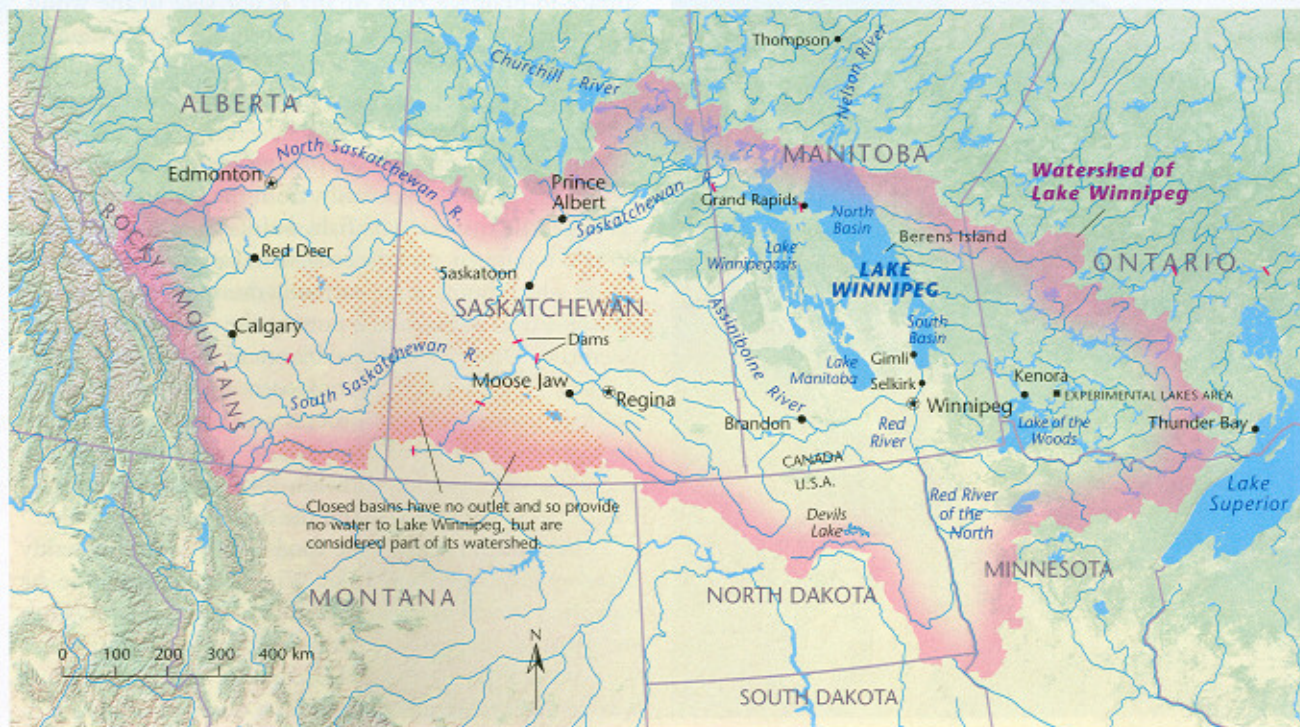 Thompson
Nelson River
Churchill River
ALBERTA
North Saskatchewan R.
MANITOBA
Edmonton
Prince
Albert
Saskatchewan R.
Grand Rapids
Watershed of
Lake Winnipeg
ROCKY MOUNTAINS
North
Basin
Berens Island
Red Deer
Lake
Winnipegosis
LAKE
WINNIPEG
ONTARIO
Saskatoon
SASKATCHEWAN
Assiniboine River
Calgary
Dams
South
Basin
South Saskatchewan R.
Gimli
Lake
Manitoba
Moose Jaw
Selkirk
Kenora
Regina
Winnipeg
EXPERIMENTAL LAKES AREA
Brandon
Red
River
Lake of the
Woods
Thunder Bay
CANADA
U.S.A.
Closed basins have no outlet and so provide
no water to Lake Winnipeg, but are
considered part of its watershed.
Red River
of the
North
Lake
Superior
Devils
Lake
MONTANA
NORTH DAKOTA
MINNESOTA
N
0 100 200 300 400 km
SOUTH DAKOTA